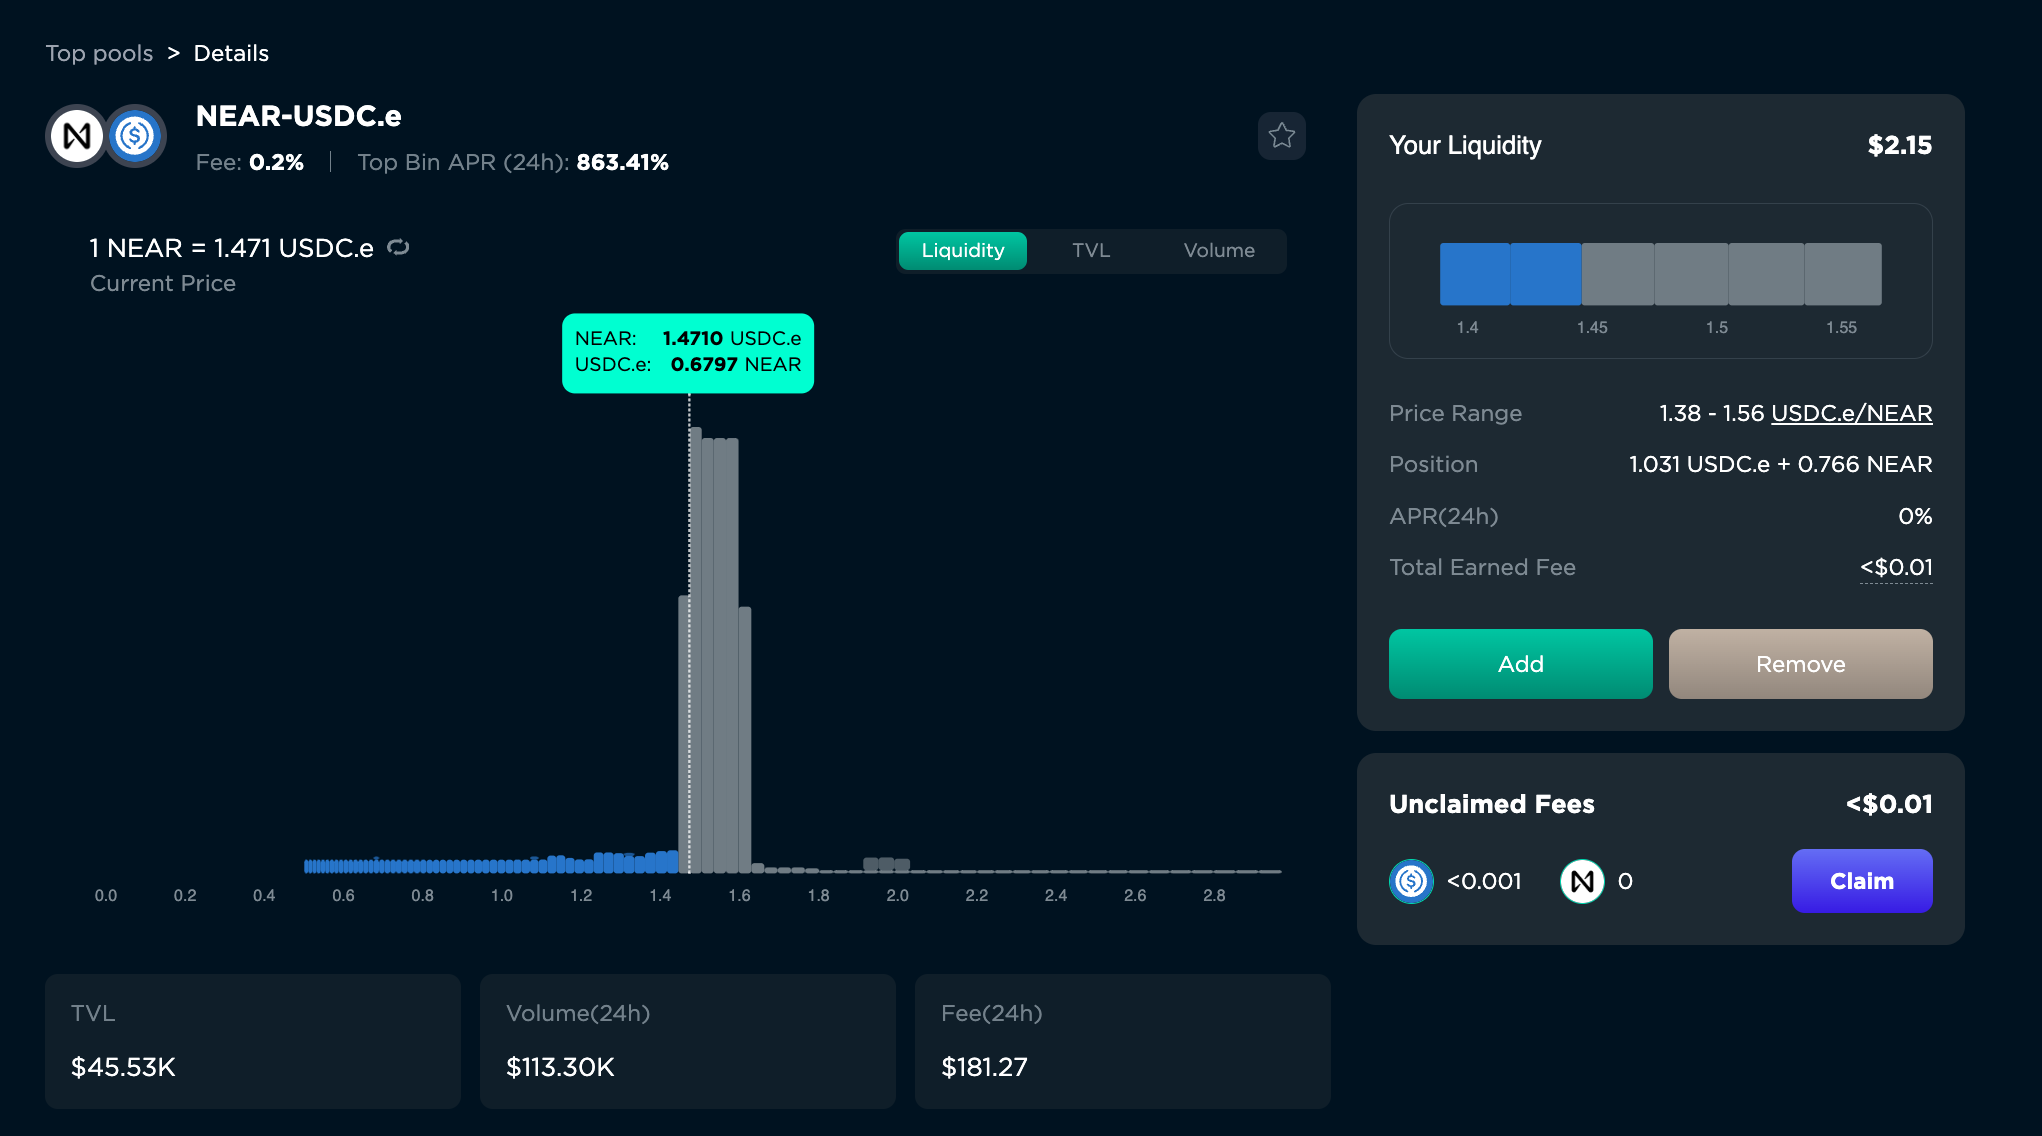 Top pools > Details
NEAR-USDC.e
Fee: 0.2% | Top Bin APR (24h): 863.41%
1 NEAR = 1.471 USDC.e
Current Price
Liquidity TVL Volume
NEAR: 1.4710 USDC.e
USDC.e: 0.6797 NEAR
0.0 0.2 0.4 0.6 0.8 1.0 1.2 1.4 1.6 1.8 2.0 2.2 2.4 2.6 2.8
TVL
$45.53K
Volume(24h)
$113.30K
Fee(24h)
$181.27
Your Liquidity $2.15
1.4 1.45 1.5 1.55
Price Range 1.38 - 1.56 USDC.e/NEAR
Position 1.031 USDC.e + 0.766 NEAR
APR(24h) 0%
Total Earned Fee <$0.01
Add Remove
Unclaimed Fees <$0.01
<0.001 0 Claim